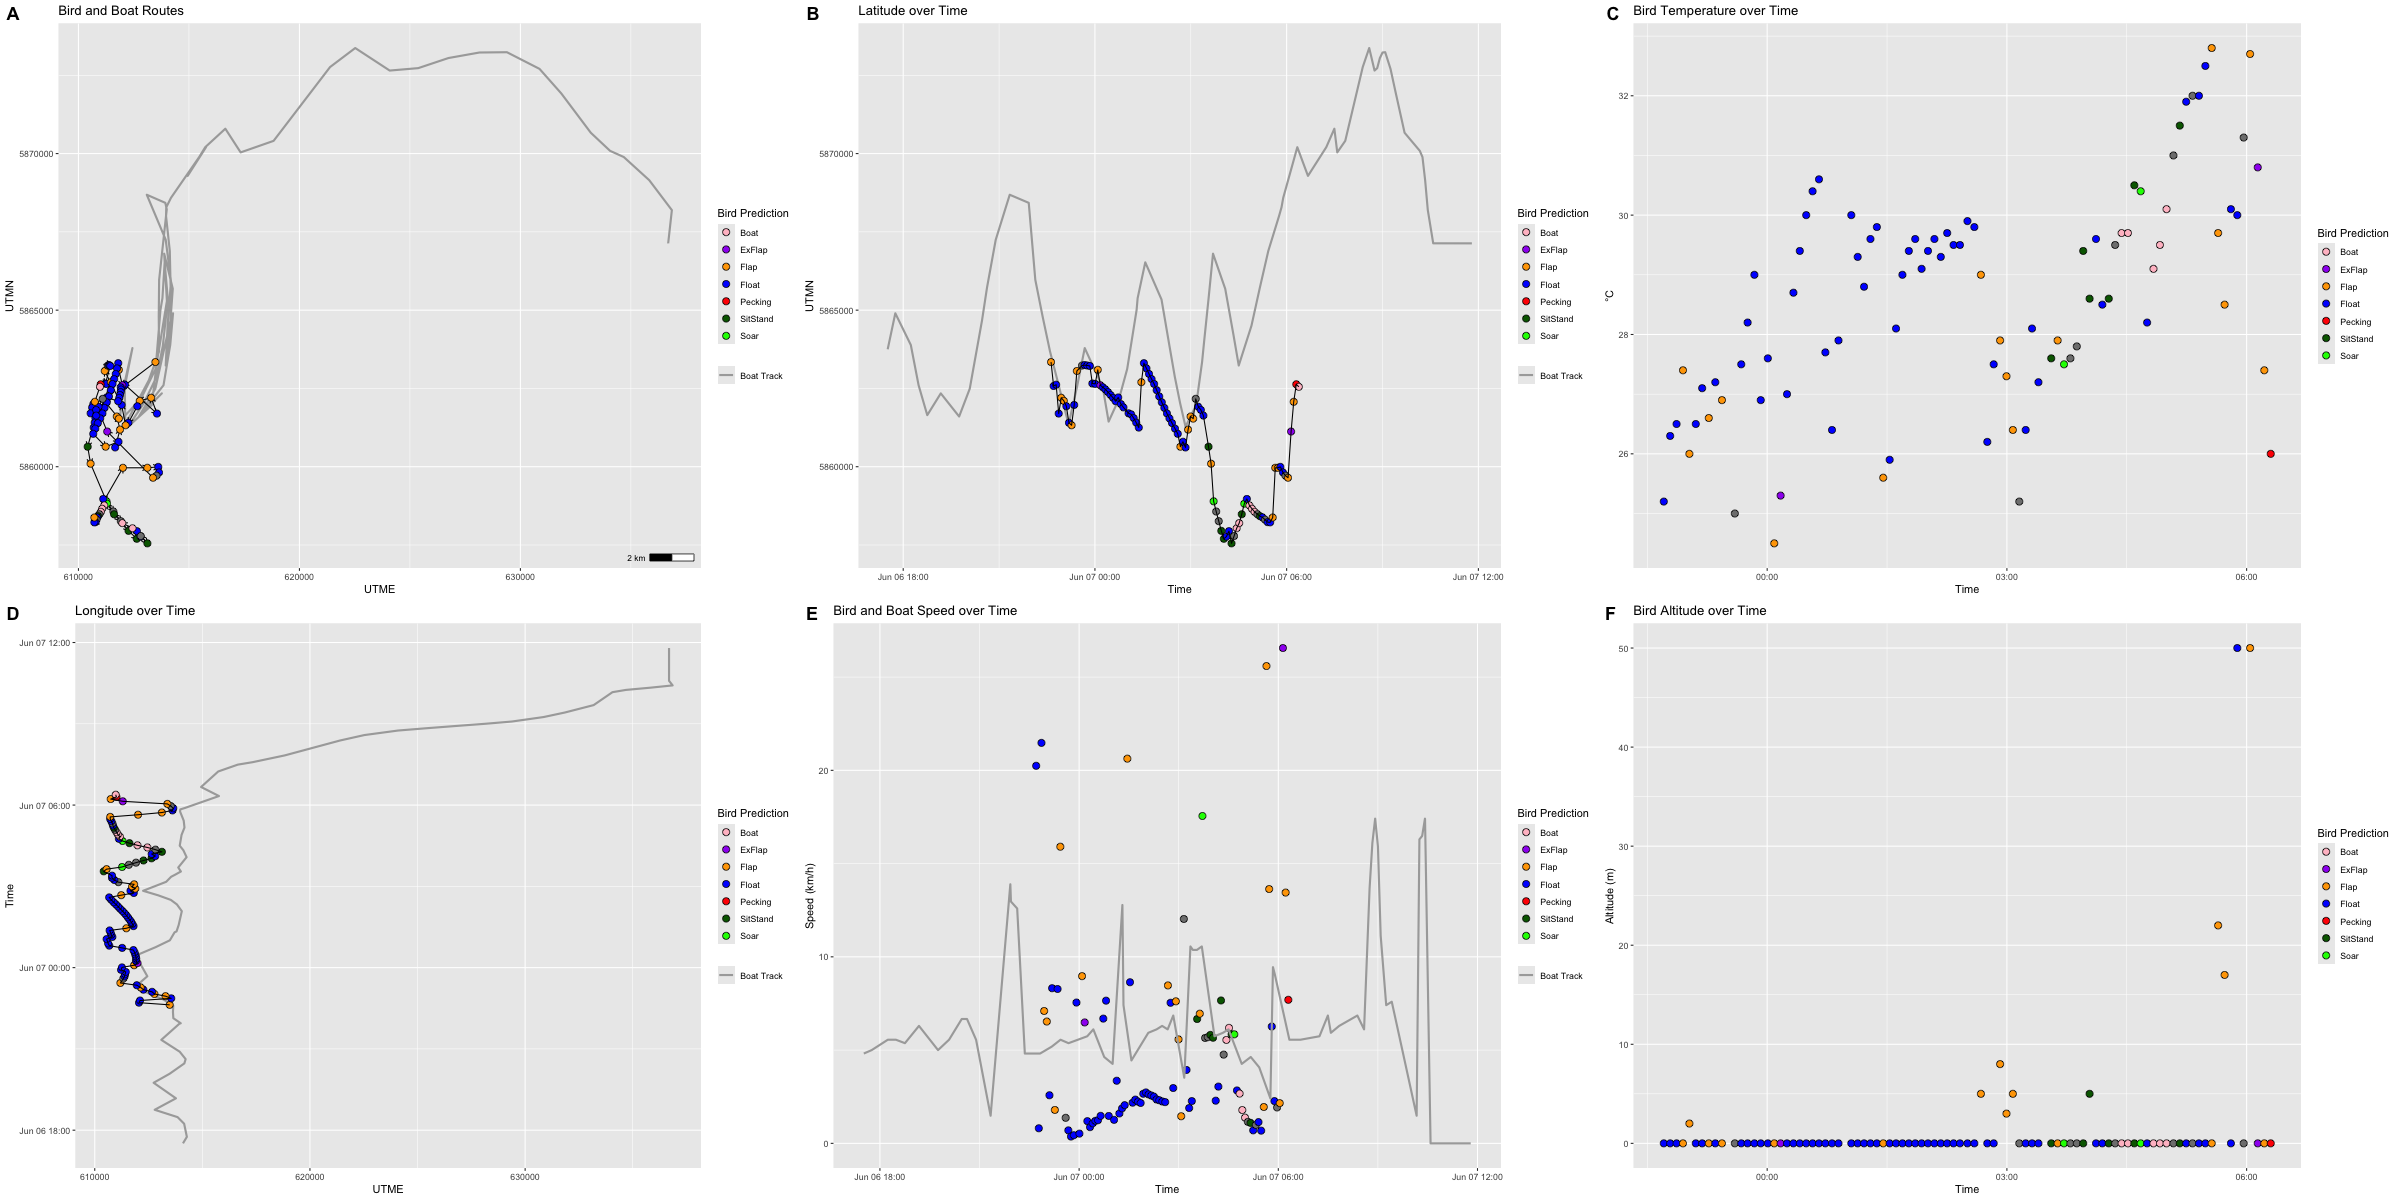 A
Bird and Boat Routes
UTMN
5870000
5865000
5860000
610000
620000
630000
UTME
2 km
Bird Prediction
Boat
ExFlap
Flap
Float
Pecking
SitStand
Soar
Boat Track
B
Latitude over Time
UTMN
5870000
5865000
5860000
Jun 06 18:00
Jun 07 00:00
Jun 07 06:00
Jun 07 12:00
Time
Bird Prediction
Boat
ExFlap
Flap
Float
Pecking
SitStand
Soar
Boat Track
C
Bird Temperature over Time
°C
32
30
28
26
00:00
03:00
06:00
Time
Bird Prediction
Boat
ExFlap
Flap
Float
Pecking
SitStand
Soar
D
Longitude over Time
Time
Jun 07 12:00
Jun 07 06:00
Jun 07 00:00
Jun 06 18:00
610000
620000
630000
UTME
Bird Prediction
Boat
ExFlap
Flap
Float
Pecking
SitStand
Soar
Boat Track
E
Bird and Boat Speed over Time
Speed (km/h)
20
10
0
Jun 06 18:00
Jun 07 00:00
Jun 07 06:00
Jun 07 12:00
Time
Bird Prediction
Boat
ExFlap
Flap
Float
Pecking
SitStand
Soar
Boat Track
F
Bird Altitude over Time
Altitude (m)
50
40
30
20
10
0
00:00
03:00
06:00
Time
Bird Prediction
Boat
ExFlap
Flap
Float
Pecking
SitStand
Soar